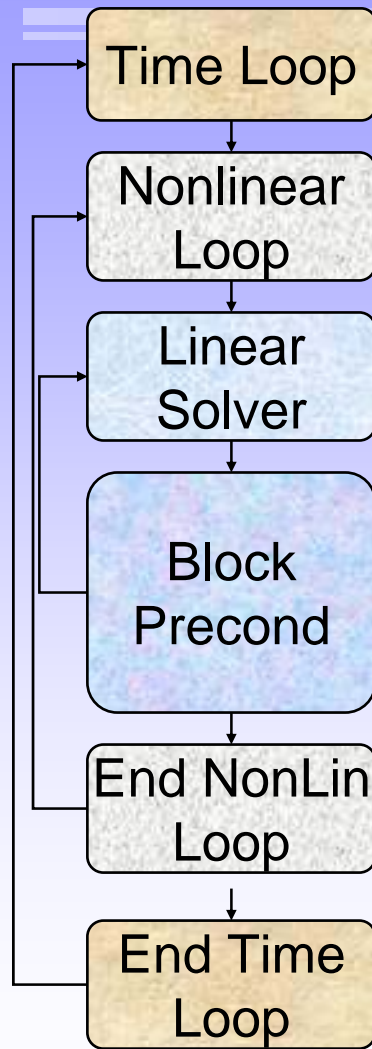 Time Loop
Nonlinear
Loop
Linear
Solver
Block
Precond
End NonLin
Loop
End Time
Loop